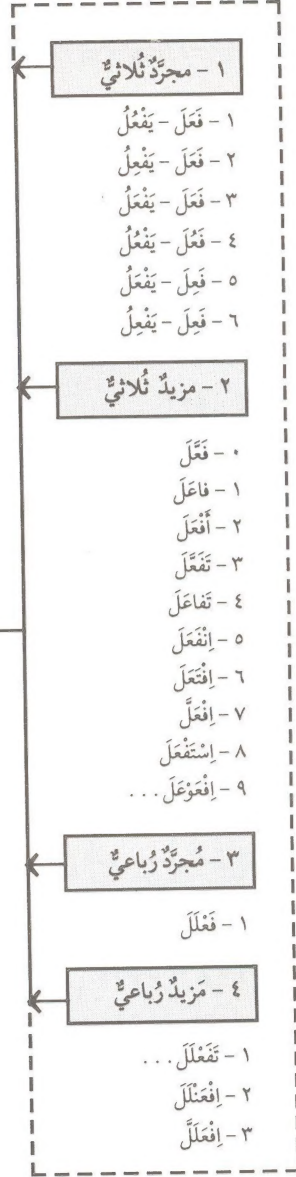 ١ - مجرَّدٌ ثُلاثيٌّ
١ - فَعَلَ - يَفْعُلُ
٢ - فَعَلَ - يَفْعِلُ
٣ - فَعَلَ - يَفْعَلُ
٤ - فَعُلَ - يَفْعُلُ
٥ - فَعِلَ - يَفْعَلُ
٦ - فَعِلَ - يَفْعِلُ
٢ - مزيدٌ ثُلاثيٌّ
٠ - فَعَّلَ
١ - فاعَلَ
٢ - أَفْعَلَ
٣ - تَفَعَّلَ
٤ - تَفاعَلَ
٥ - اِنْفَعَلَ
٦ - اِفْتَعَلَ
٧ - اِفْعَلَّ
٨ - اِسْتَفْعَلَ
٩ - اِفْعَوْعَلَ ...
٣ - مُجرَّدٌ رُباعيٌّ
١ - فَعْلَلَ
٤ - مَزيدٌ رُباعيٌّ
١ - تَفَعْلَلَ ...
٢ - اِفْعَنْلَلَ
٣ - اِفْعَلَلَّ